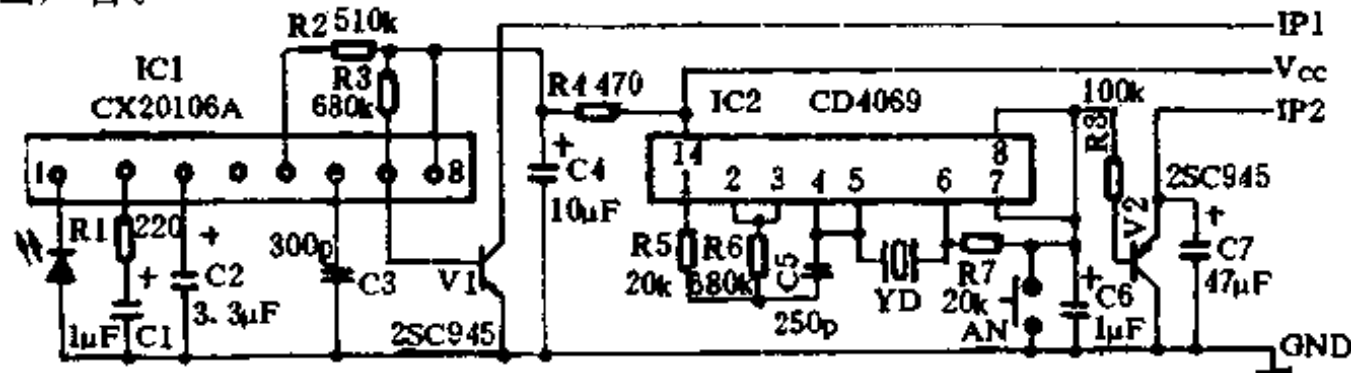 R2 510k
IP1
IC1
R3
R4 470
Vcc
CX20106A
680k
IC2
CD4069
100k
IP2
R8
1
8
14
8
C4
10μF
1
2
3
4
5
6
7
2SC945
R1
220
300p
R5
R6
C5
V2
C2
C3
V1
20k
680k
YD
R7
C7
3.3μF
20k
C6
47μF
1μF
C1
2SC945
250p
AN
1μF
GND